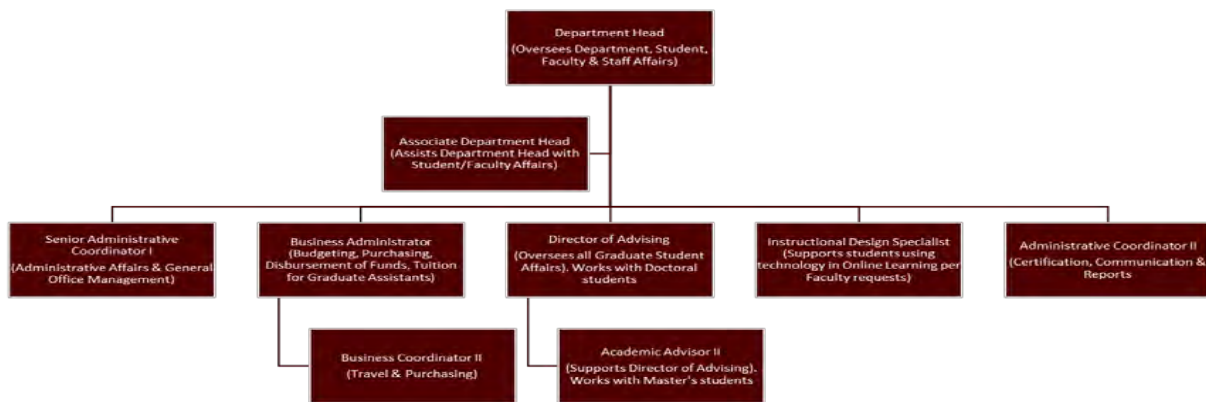 Department Head
(Oversees Department, Student,
Faculty & Staff Affairs)
Associate Department Head
(Assists Department Head with
Student/Faculty Affairs)
Senior Administrative
Coordinator I
(Administrative Affairs & General
Office Management)
Business Administrator
(Budgeting, Purchasing,
Disbursement of Funds, Tuition
for Graduate Assistants)
Director of Advising
(Oversees all Graduate Student
Affairs). Works with Doctoral
students
Instructional Design Specialist
(Supports students using
technology in Online Learning per
Faculty requests)
Administrative Coordinator II
(Certification, Communication &
Reports
Business Coordinator II
(Travel & Purchasing)
Academic Advisor II
(Supports Director of Advising).
Works with Master's students